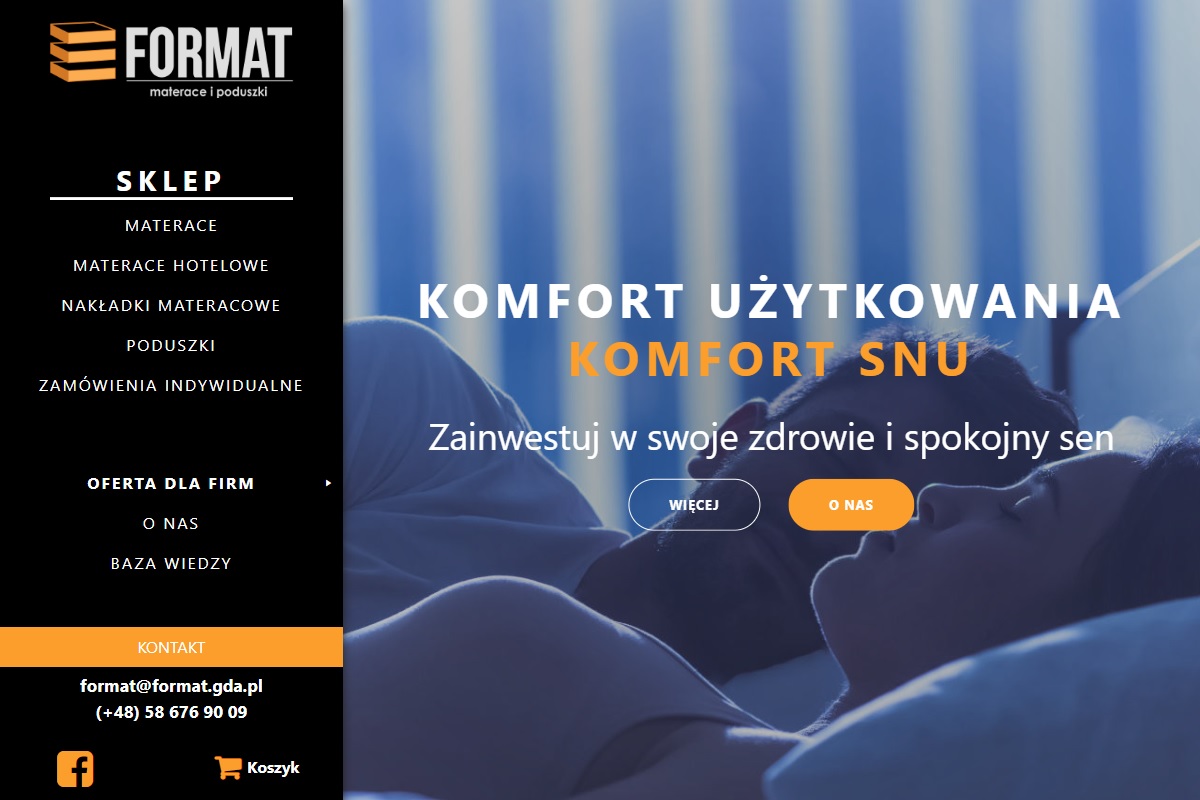 FORMAT
materace i poduszki
SKLEP
MATERACE
MATERACE HOTELOWE
NAKŁADKI MATERACOWE
PODUSZKI
ZAMÓWIENIA INDYWIDUALNE
OFERTA DLA FIRM
O NAS
BAZA WIEDZY
KONTAKT
format@format.gda.pl
(+48) 58 676 90 09
Koszyk
KOMFORT UŻYTKOWANIA
KOMFORT SNU
Zainwestuj w swoje zdrowie i spokojny sen
WIĘCEJ
O NAS